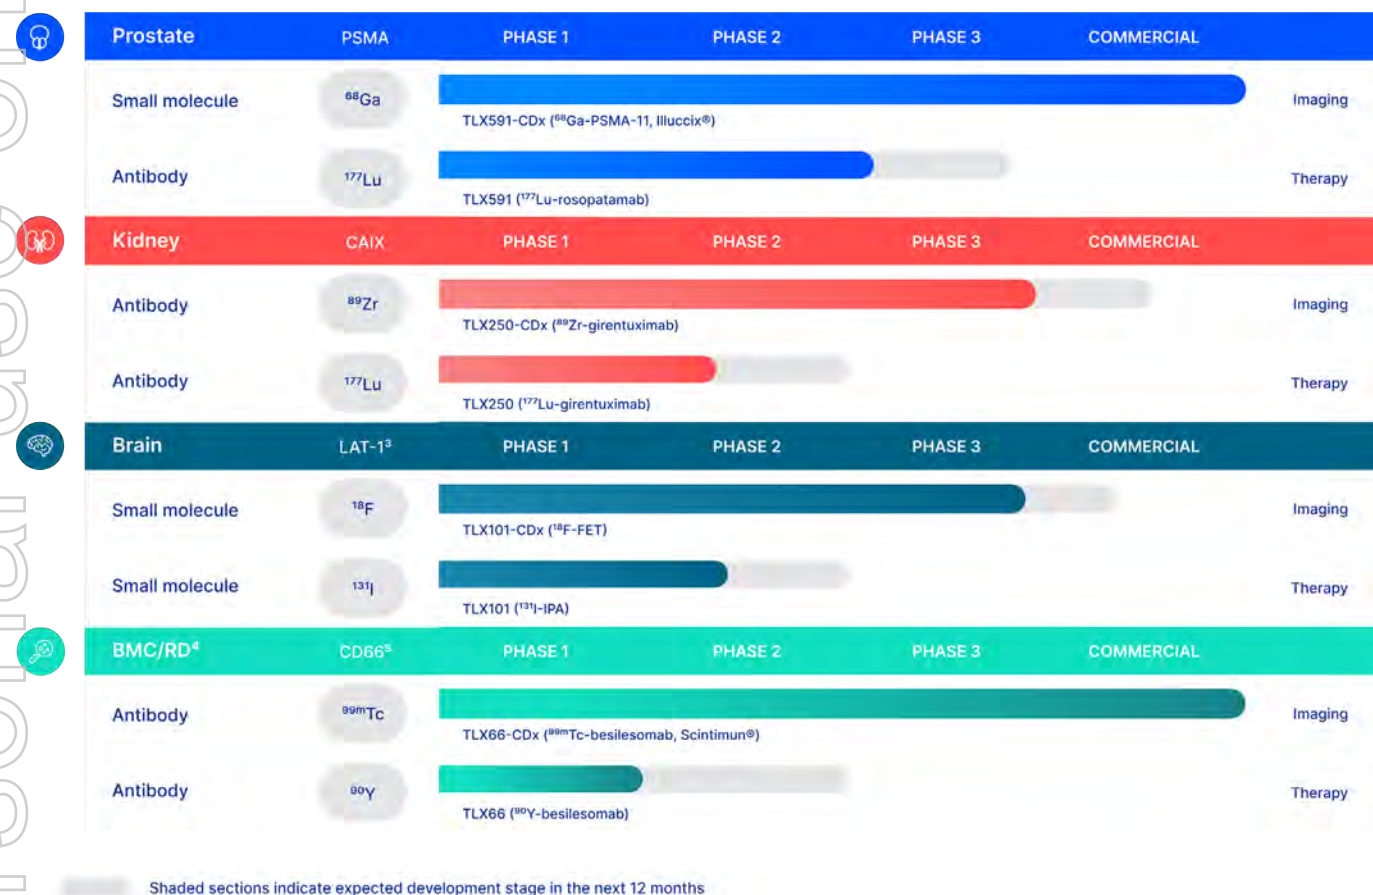 Prostate PSMA PHASE 1 PHASE 2 PHASE 3 COMMERCIAL
Small molecule ⁶⁸Ga Imaging
TLX591-CDx (⁶⁸Ga-PSMA-11, Illuccix®)
Antibody ¹⁷⁷Lu Therapy
TLX591 (¹⁷⁷Lu-rosopatamab)
Kidney CAIX PHASE 1 PHASE 2 PHASE 3 COMMERCIAL
Antibody ⁸⁹Zr Imaging
TLX250-CDx (⁸⁹Zr-girentuximab)
Antibody ¹⁷⁷Lu Therapy
TLX250 (¹⁷⁷Lu-girentuximab)
Brain LAT-1³ PHASE 1 PHASE 2 PHASE 3 COMMERCIAL
Small molecule ¹⁸F Imaging
TLX101-CDx (¹⁸F-FET)
Small molecule ¹³¹I Therapy
TLX101 (¹³¹I-IPA)
BMC/RD⁴ CD66⁵ PHASE 1 PHASE 2 PHASE 3 COMMERCIAL
Antibody ⁹⁹ᵐTc Imaging
TLX66-CDx (⁹⁹ᵐTc-besilesomab, Scintimun®)
Antibody ⁹⁰Y Therapy
TLX66 (⁹⁰Y-besilesomab)
Shaded sections indicate expected development stage in the next 12 months